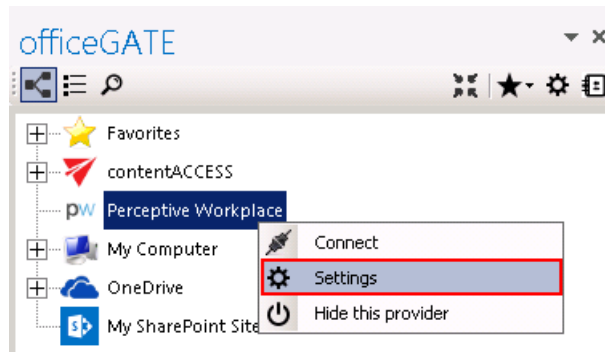 officeGATE
Favorites
contentACCESS
pw Perceptive Workplace
My Computer
Connect
OneDrive
Settings
My SharePoint Site
Hide this provider